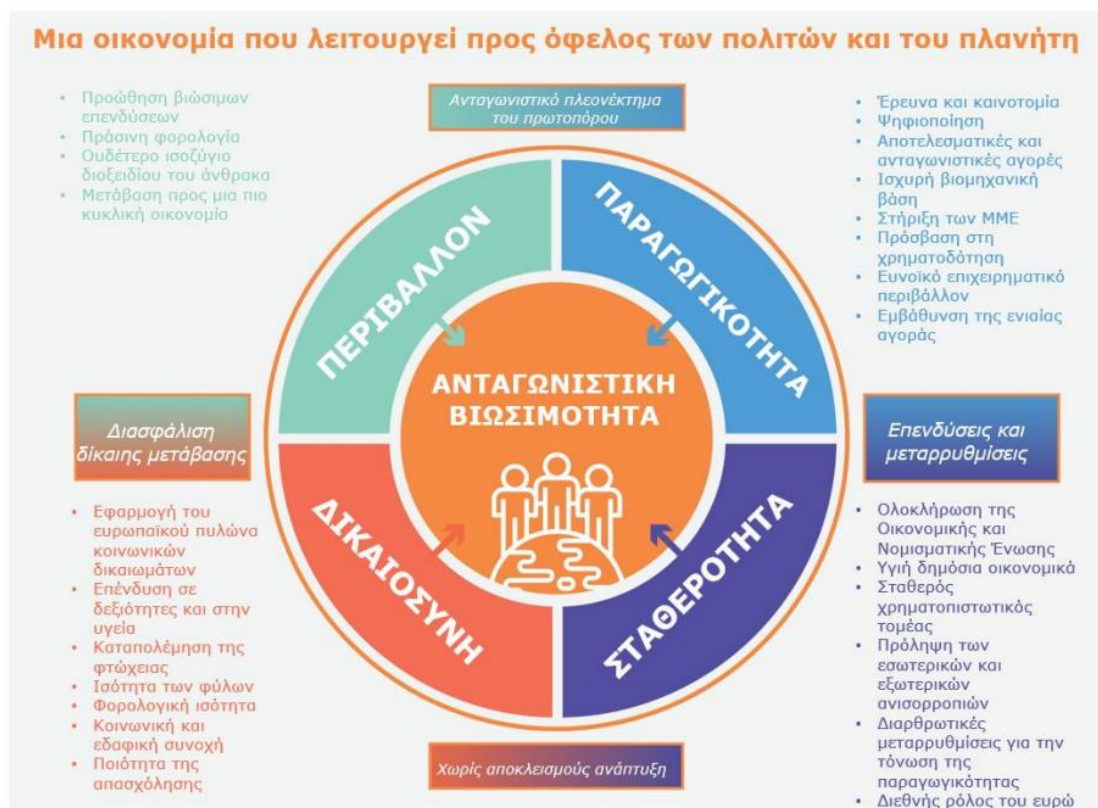 Μια οικονομία που λειτουργεί προς όφελος των πολιτών και του πλανήτη
• Προώθηση βιώσιμων
επενδύσεων
• Πράσινη φορολογία
• Ουδέτερο ισοζύγιο
διοξειδίου του άνθρακα
• Μετάβαση προς μια πιο
κυκλική οικονομία
Ανταγωνιστικό πλεονέκτημα
του πρωτοπόρου
• Έρευνα και καινοτομία
• Ψηφιοποίηση
• Αποτελεσματικές και
ανταγωνιστικές αγορές
• Ισχυρή βιομηχανική
βάση
• Στήριξη των ΜΜΕ
• Πρόσβαση στη
χρηματοδότηση
• Ευνοϊκό επιχειρηματικό
περιβάλλον
• Εμβάθυνση της ενιαίας
αγοράς
ΠΕΡΙΒΑΛΛΟΝ
ΠΑΡΑΓΩΓΙΚΟΤΗΤΑ
ΑΝΤΑΓΩΝΙΣΤΙΚΗ
ΒΙΩΣΙΜΟΤΗΤΑ
Διασφάλιση
δίκαιης μετάβασης
Επενδύσεις και
μεταρρυθμίσεις
ΔΙΚΑΙΟΣΥΝΗ
ΣΤΑΘΕΡΟΤΗΤΑ
• Εφαρμογή του
ευρωπαϊκού πυλώνα
κοινωνικών
δικαιωμάτων
• Επένδυση σε
δεξιότητες και στην
υγεία
• Καταπολέμηση της
φτώχειας
• Ισότητα των φύλων
• Φορολογική ισότητα
• Κοινωνική και
εδαφική συνοχή
• Ποιότητα της
απασχόλησης
Χωρίς αποκλεισμούς ανάπτυξη
• Ολοκλήρωση της
Οικονομικής και
Νομισματικής Ένωσης
• Υγιή δημόσια οικονομικά
• Σταθερός
χρηματοπιστωτικός
τομέας
• Πρόληψη των
εσωτερικών και
εξωτερικών
ανισορροπιών
• Διαρθρωτικές
μεταρρυθμίσεις για την
τόνωση της
παραγωγικότητας
• Διεθνής ρόλος του ευρώ